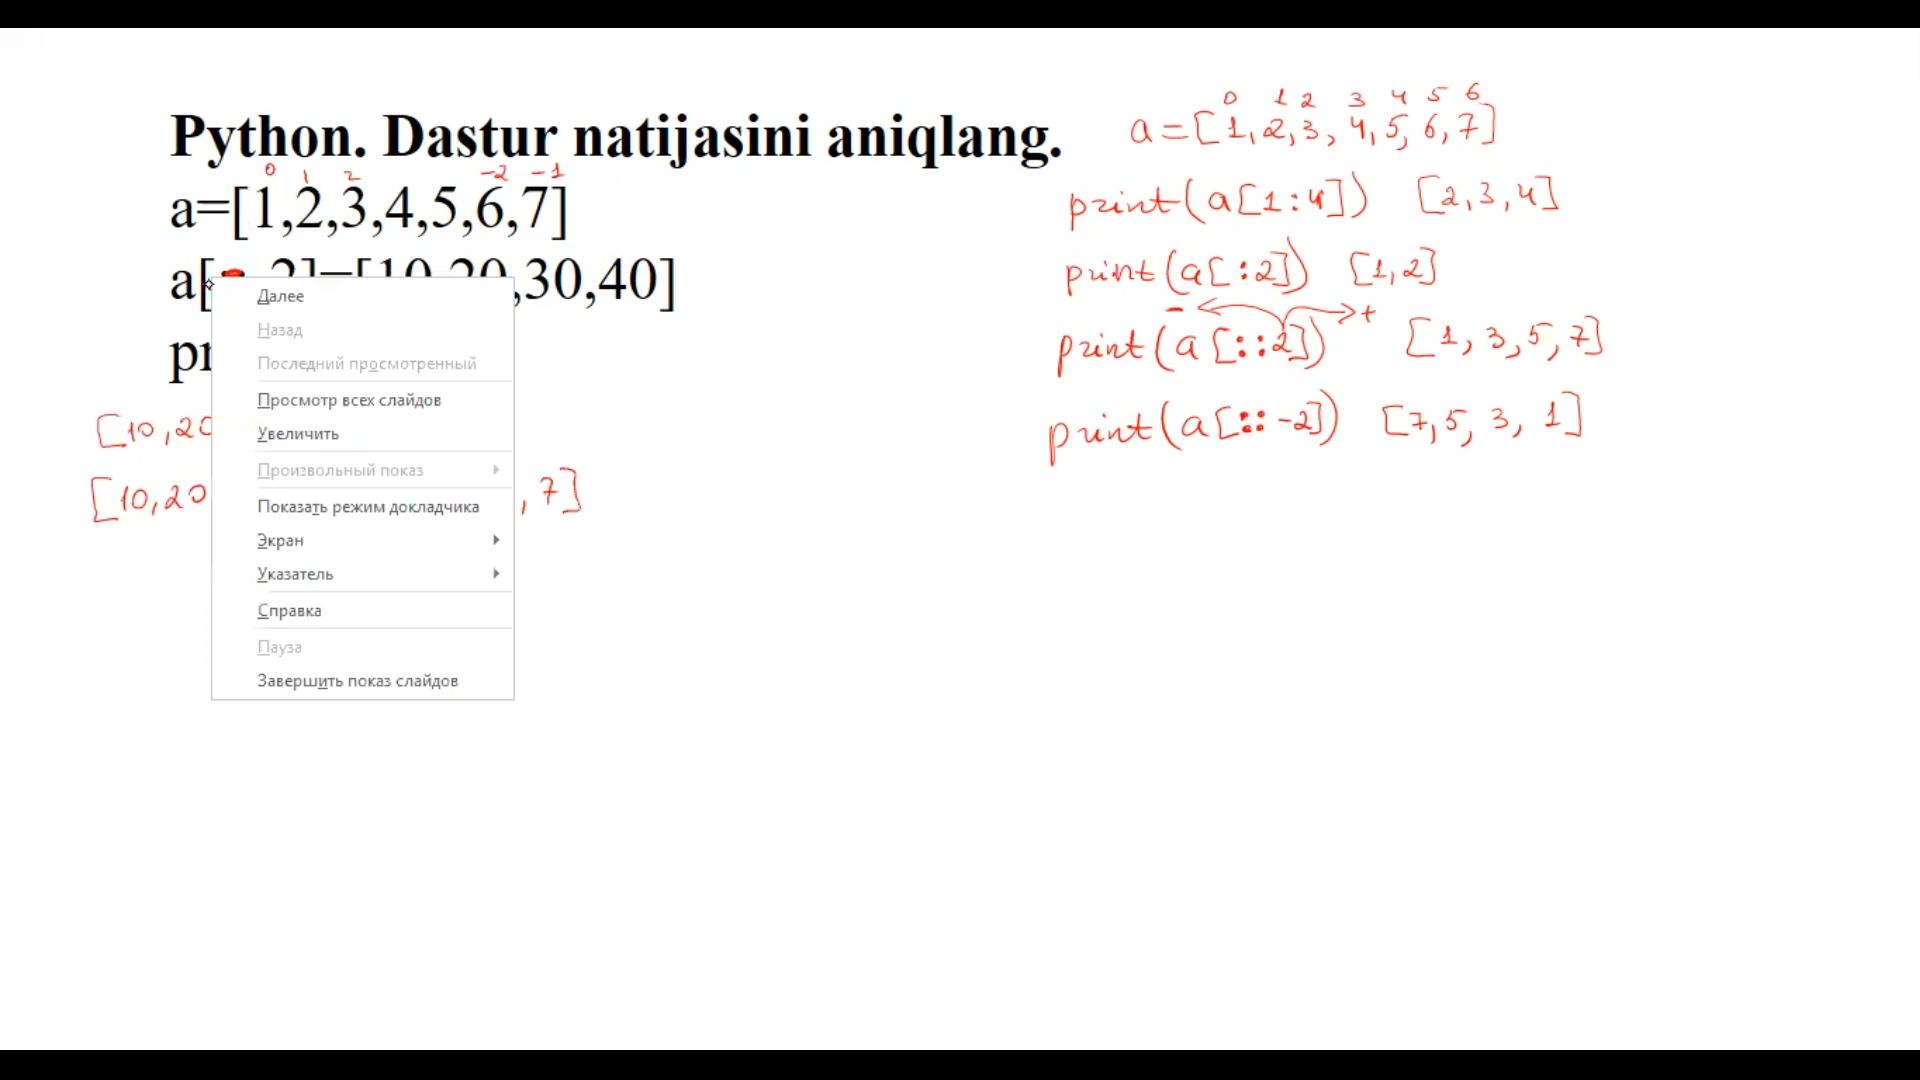 Python. Dastur natijasini aniqlang.
0 1 2 -2 -1
a=[1,2,3,4,5,6,7]
a[ 2]=[10,20,30,40]
pr
[10,20
[10,20 , 7]
Далее
Назад
Последний просмотренный
Просмотр всех слайдов
Увеличить
Произвольный показ
Показать режим докладчика
Экран
Указатель
Справка
Пауза
Завершить показ слайдов
0 1 2 3 4 5 6
a=[1,2,3,4,5,6,7]
print(a[1:4]) [2,3,4]
print(a[:2]) [1,2]
- +
print(a[::2]) [1,3,5,7]
print(a[::-2]) [7,5,3,1]